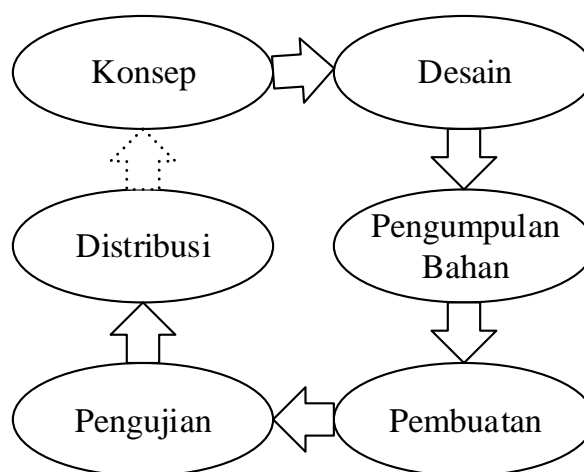 Konsep
Desain
Pengumpulan
Bahan
Pembuatan
Pengujian
Distribusi